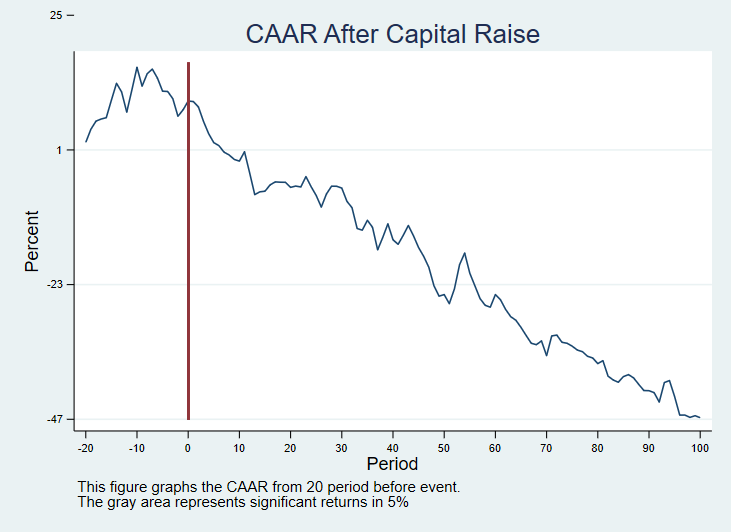 CAAR After Capital Raise
25
1
-23
-47
Percent
-20 -10 0 10 20 30 40 50 60 70 80 90 100
Period
This figure graphs the CAAR from 20 period before event.
The gray area represents significant returns in 5%